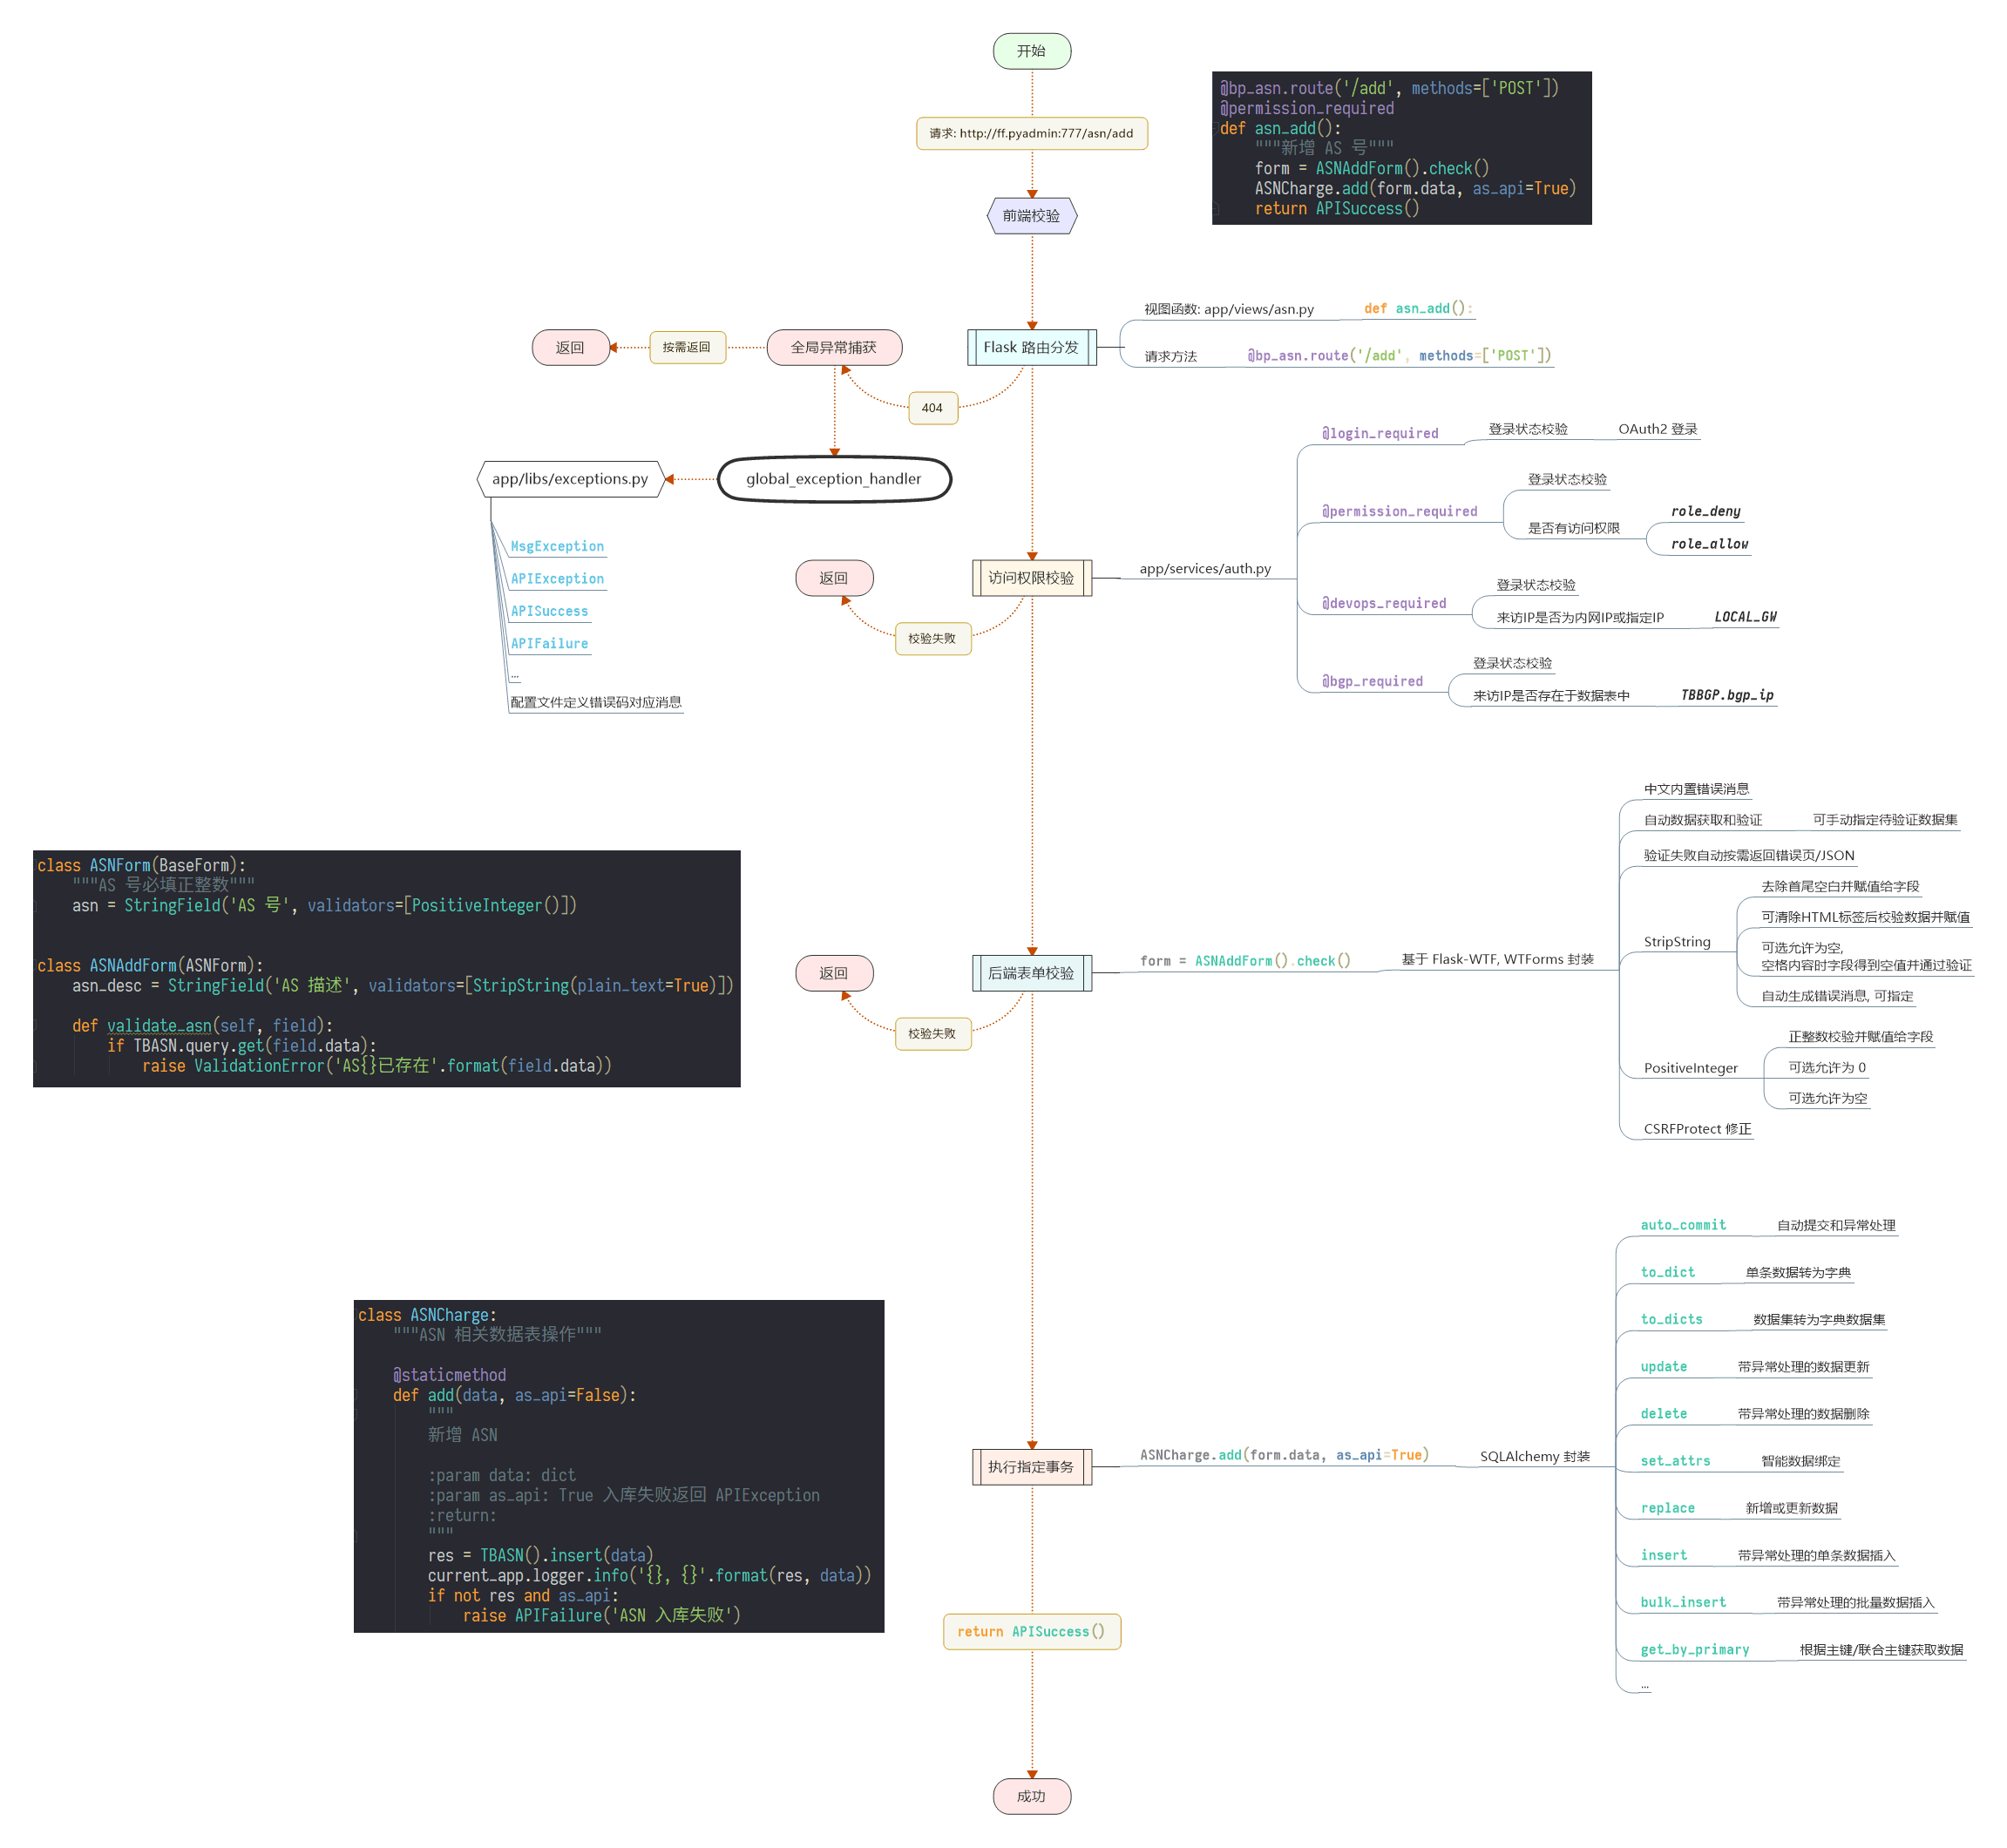 开始
请求: http://ff.pyadmin:777/asn/add
前端校验
@bp_asn.route('/add', methods=['POST'])
@permission_required
def asn_add():
"""新增 AS 号"""
form = ASNAddForm().check()
ASNCharge.add(form.data, as_api=True)
return APISuccess()
返回
按需返回
全局异常捕获
Flask 路由分发
视图函数: app/views/asn.py
def asn_add():
请求方法
@bp_asn.route('/add', methods=['POST'])
404
app/libs/exceptions.py
global_exception_handler
MsgException
APIException
APISuccess
APIFailure
...
配置文件定义错误码对应消息
返回
访问权限校验
校验失败
app/services/auth.py
@login_required
登录状态校验
OAuth2 登录
@permission_required
登录状态校验
是否有访问权限
role_deny
role_allow
@devops_required
登录状态校验
来访IP是否为内网IP或指定IP
LOCAL_GW
@bgp_required
登录状态校验
来访IP是否存在于数据表中
TBBGP.bgp_ip
class ASNForm(BaseForm):
"""AS 号必填正整数"""
asn = StringField('AS 号', validators=[PositiveInteger()])
class ASNAddForm(ASNForm):
asn_desc = StringField('AS 描述', validators=[StripString(plain_text=True)])
def validate_asn(self, field):
if TBASN.query.get(field.data):
raise ValidationError('AS{}已存在'.format(field.data))
返回
后端表单校验
校验失败
form = ASNAddForm().check()
基于 Flask-WTF, WTForms 封装
中文内置错误消息
自动数据获取和验证
可手动指定待验证数据集
验证失败自动按需返回错误页/JSON
StripString
去除首尾空白并赋值给字段
可清除HTML标签后校验数据并赋值
可选允许为空,
空格内容时字段得到空值并通过验证
自动生成错误消息, 可指定
PositiveInteger
正整数校验并赋值给字段
可选允许为 0
可选允许为空
CSRFProtect 修正
class ASNCharge:
"""ASN 相关数据表操作"""
@staticmethod
def add(data, as_api=False):
"""
新增 ASN
:param data: dict
:param as_api: True 入库失败返回 APIException
:return:
"""
res = TBASN().insert(data)
current_app.logger.info('{}, {}'.format(res, data))
if not res and as_api:
raise APIFailure('ASN 入库失败')
执行指定事务
ASNCharge.add(form.data, as_api=True)
SQLAlchemy 封装
auto_commit
自动提交和异常处理
to_dict
单条数据转为字典
to_dicts
数据集转为字典数据集
update
带异常处理的数据更新
delete
带异常处理的数据删除
set_attrs
智能数据绑定
replace
新增或更新数据
insert
带异常处理的单条数据插入
bulk_insert
带异常处理的批量数据插入
get_by_primary
根据主键/联合主键获取数据
...
return APISuccess()
成功